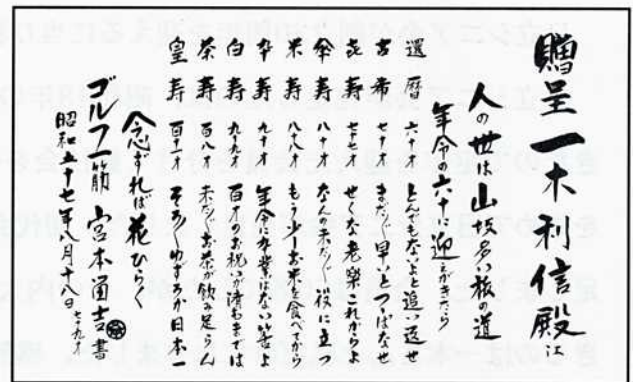 贈呈 一木利信殿江
人の世は山坂多い旅の道
年令の六十に迎えがきたら
還暦 六十才 とんでもないよと追い返せ
古希 七十才 まだまだ早いとつっぱなせ
㐂寿 七十七才 せくな老楽これからよ
傘寿 八十才 なんのまだまだ役に立つ
米寿 八十八才 もう少しお米を食べてから
卆寿 九十才 年令に卆業はない筈よ
白寿 九十九才 百才のお祝いが済むまでは
茶寿 百八才 まだまだお茶が飲み足らん
皇寿 百十一才 そろそろゆずろうか日本一
念ずれば花ひらく
ゴルフ一筋 宮本留吉書
昭和五十七年八月十八日 七十九才